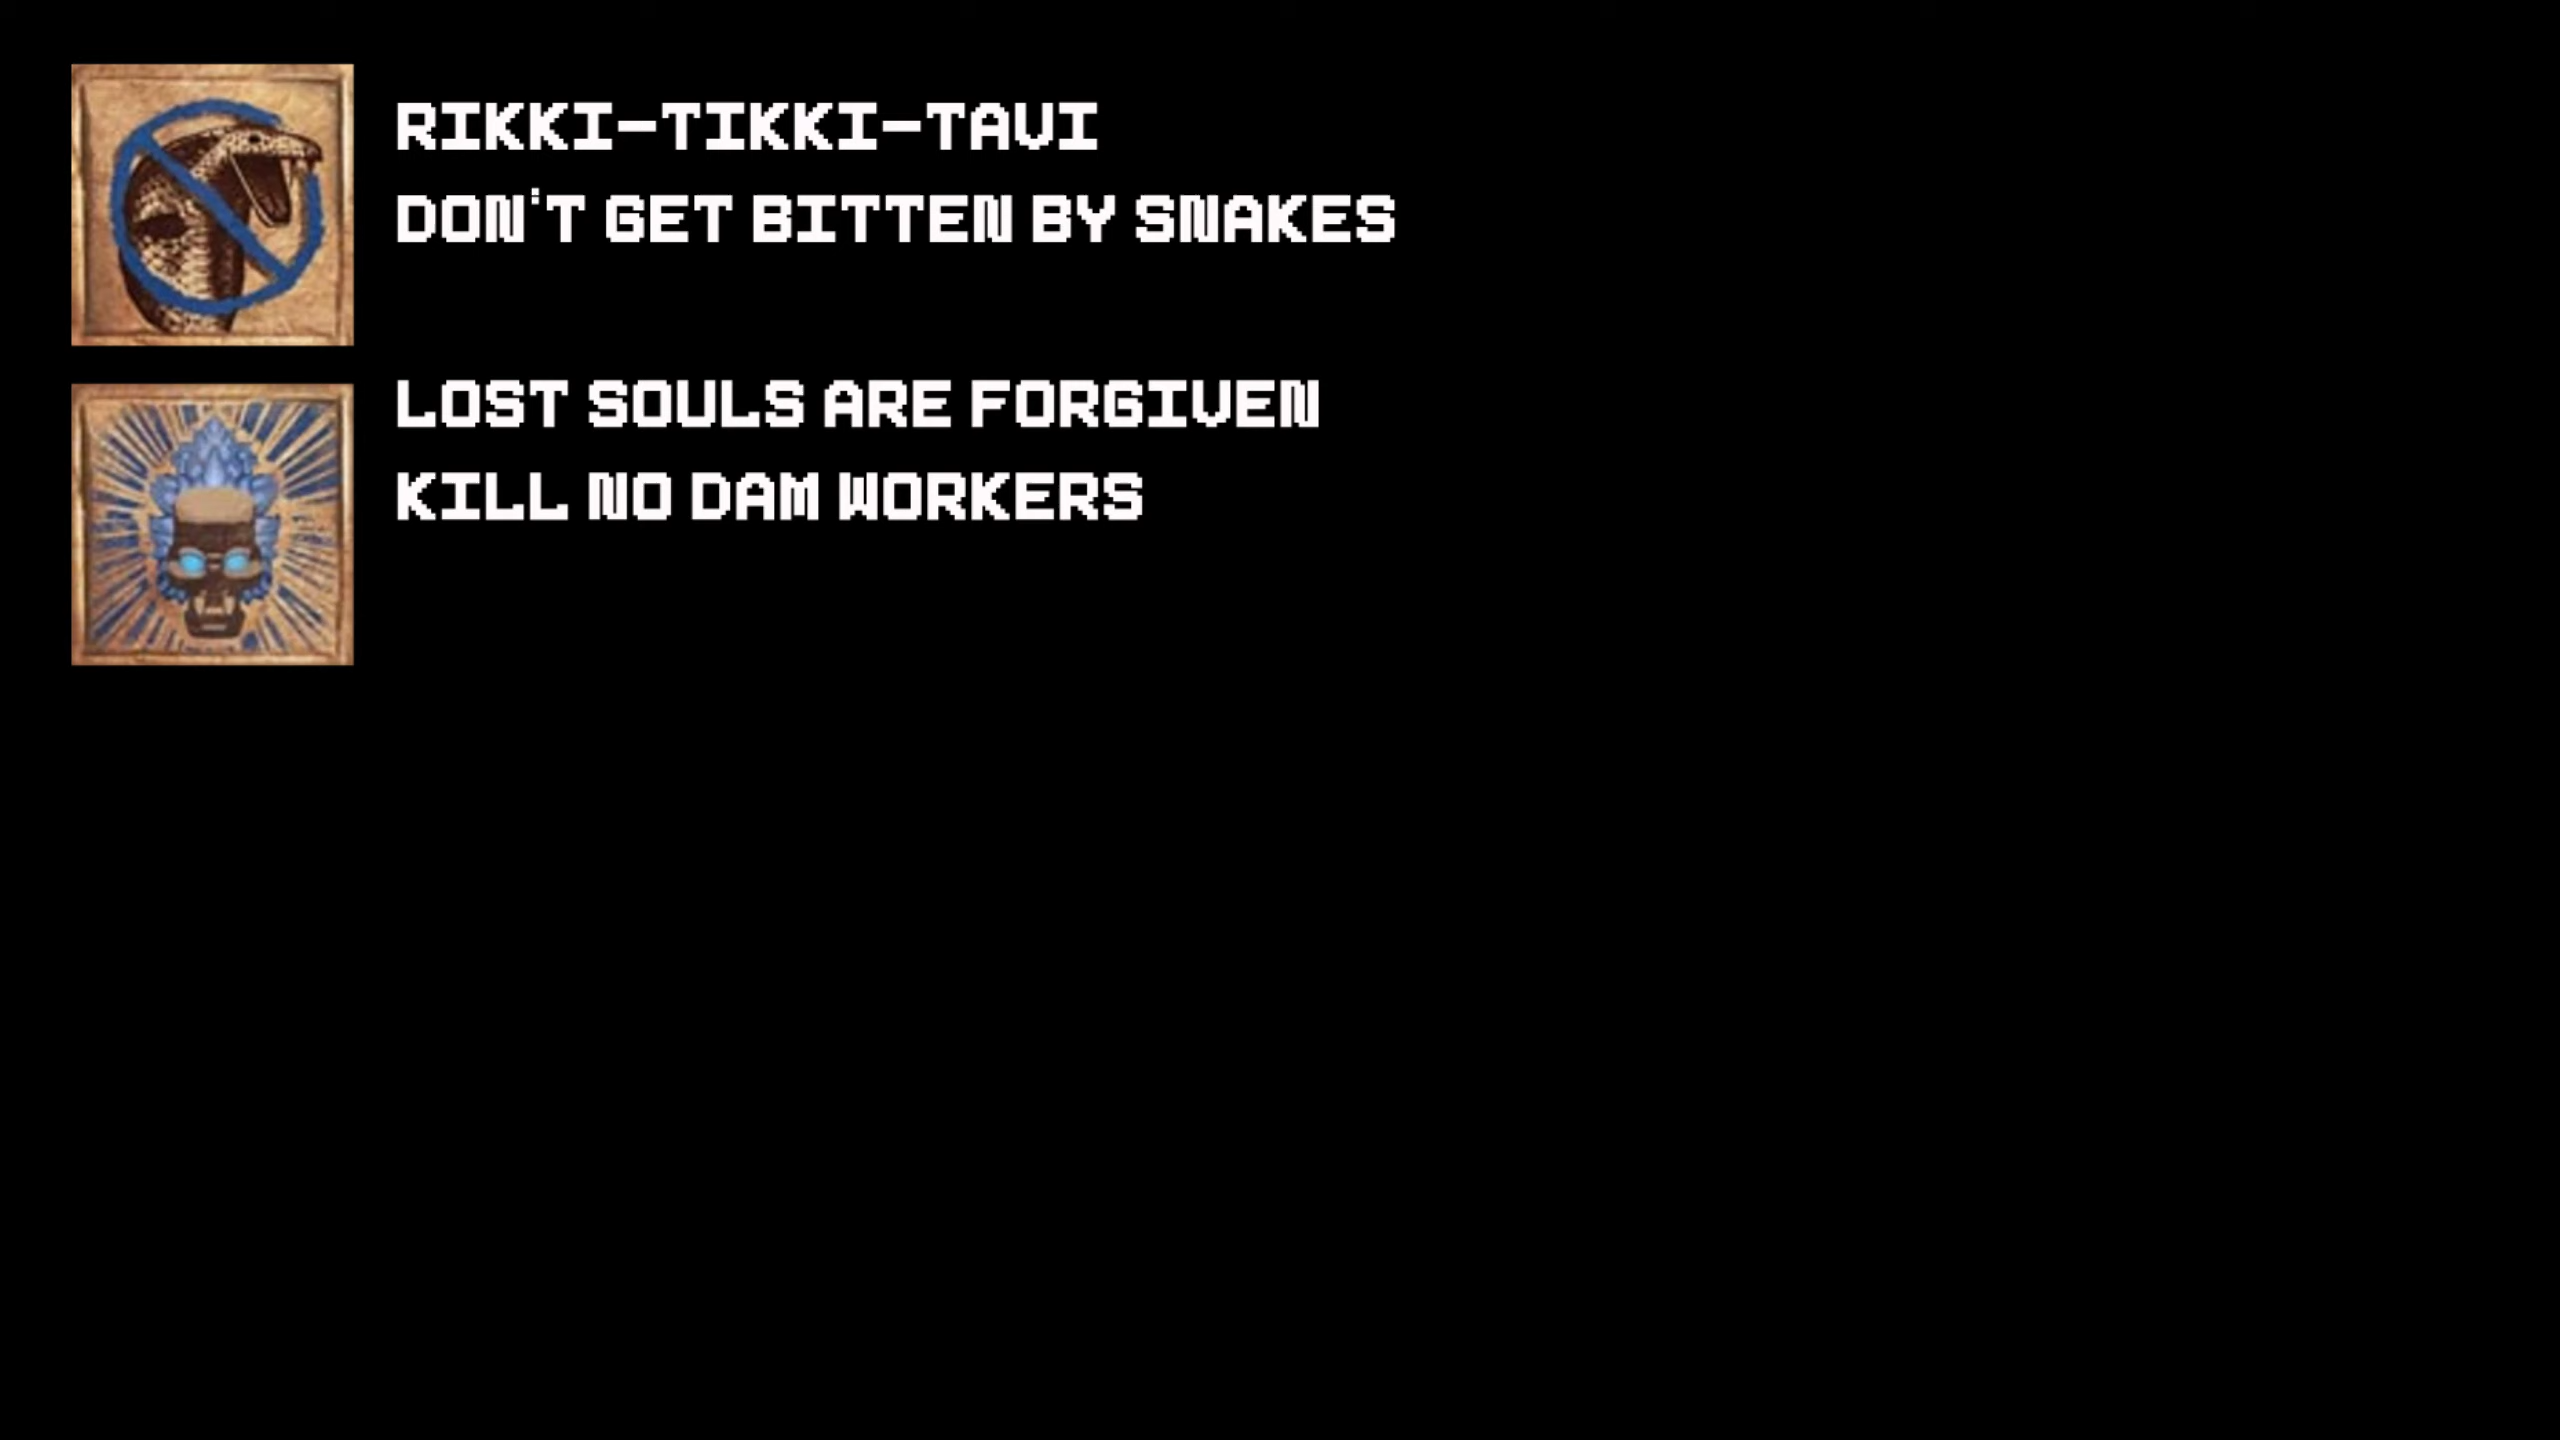 RIKKI-TIKKI-TAVI
DON'T GET BITTEN BY SNAKES
LOST SOULS ARE FORGIVEN
KILL NO DAM WORKERS